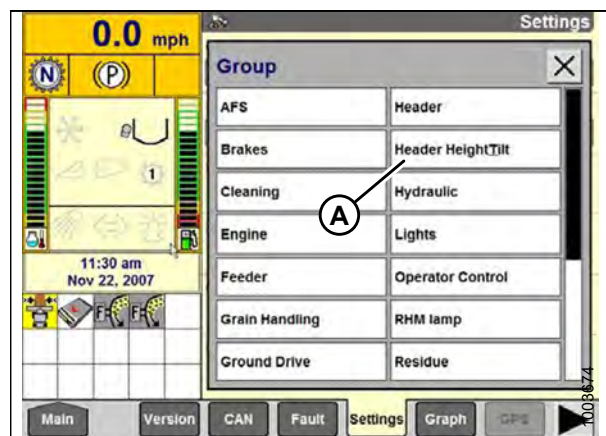 0.0 mph
Settings
N
(P)
1
11:30 am
Nov 22, 2007
F
F
Group
AFS
Header
Brakes
Header HeightTilt
A
Cleaning
Hydraulic
Engine
Lights
Feeder
Operator Control
Grain Handling
RHM lamp
Ground Drive
Residue
Main
Version
CAN
Fault
Settings
Graph
GPS
1003674